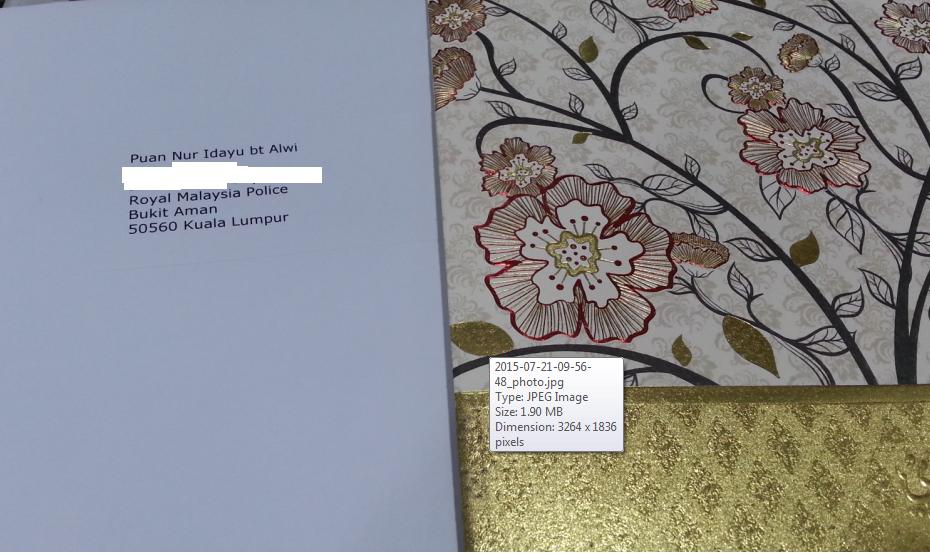 Puan Nur Idayu bt Alwi
Royal Malaysia Police
Bukit Aman
50560 Kuala Lumpur
2015-07-21-09-56-
48_photo.jpg
Type: JPEG Image
Size: 1.90 MB
Dimension: 3264 x 1836
pixels